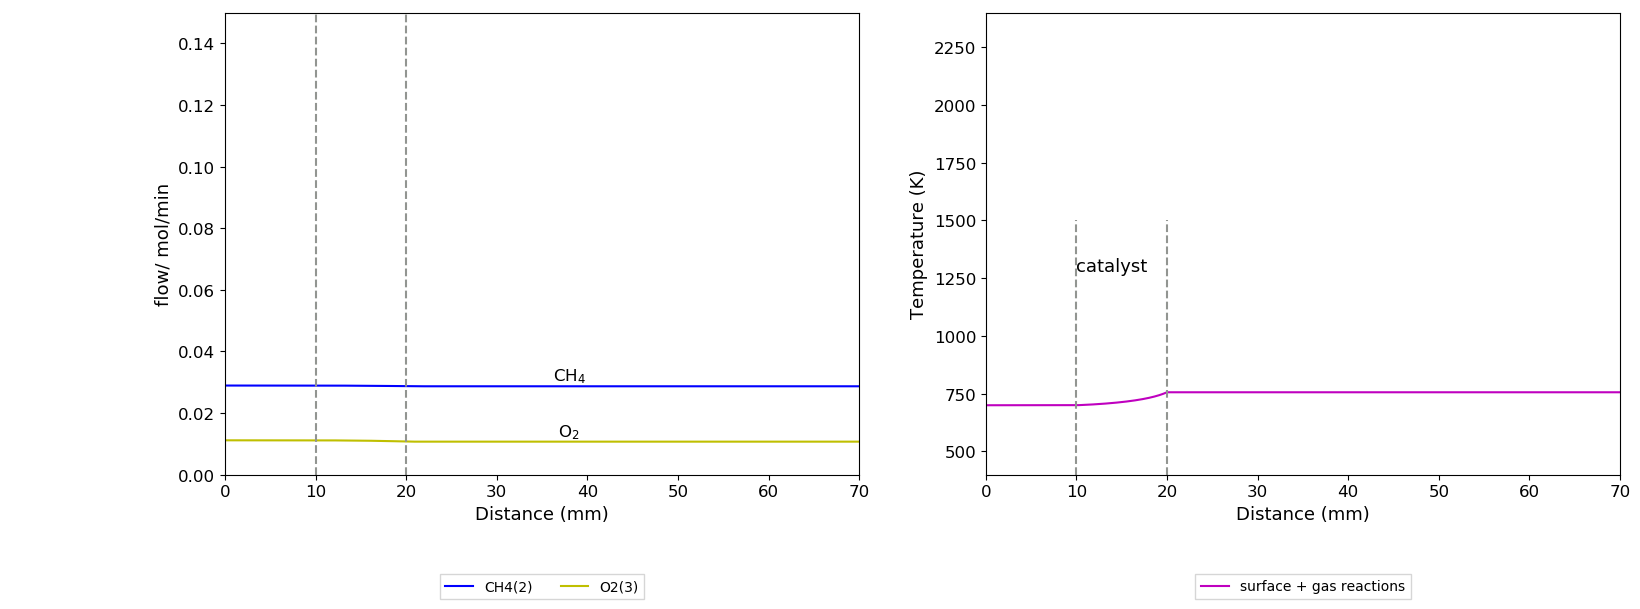 0.14
0.12
0.10
0.08
0.06
0.04
0.02
0.00
flow/ mol/min
CH₄
O₂
0 10 20 30 40 50 60 70
Distance (mm)
CH4(2) O2(3)
2250
2000
1750
1500
1250
1000
750
500
Temperature (K)
catalyst
0 10 20 30 40 50 60 70
Distance (mm)
surface + gas reactions